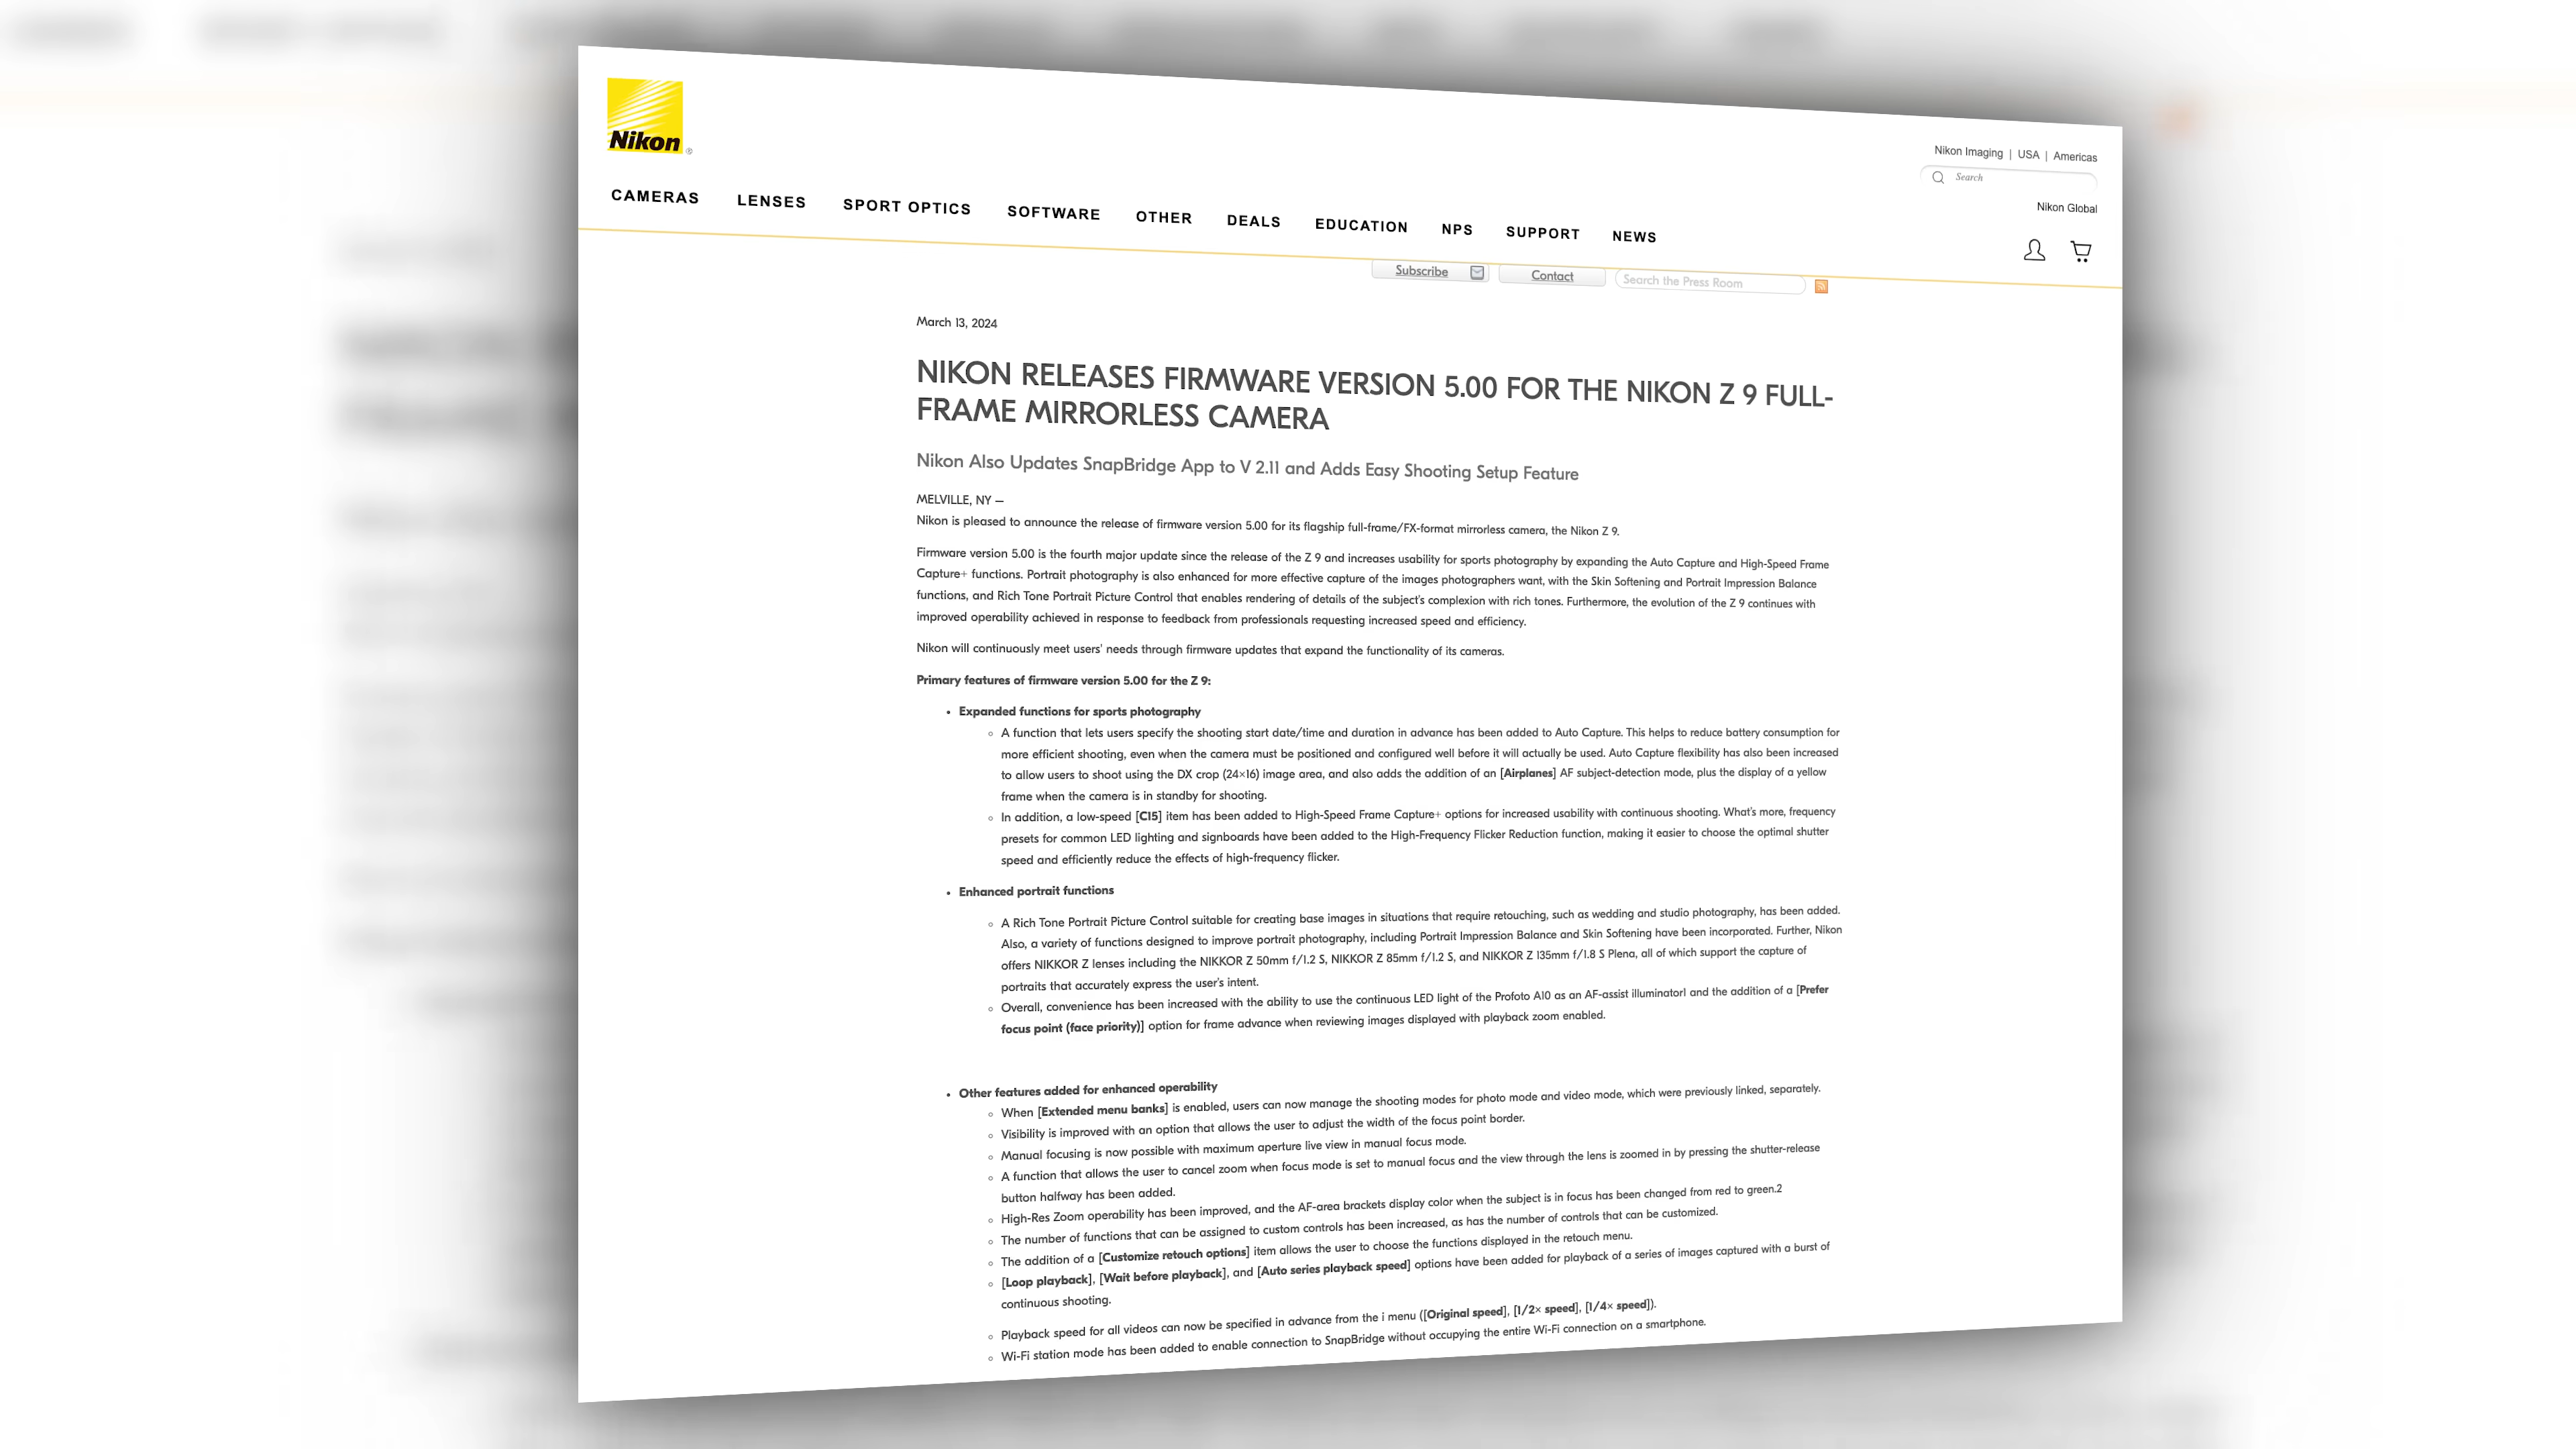 Nikon ®
Nikon Imaging | USA | Americas
Search
Nikon Global
CAMERAS LENSES SPORT OPTICS SOFTWARE OTHER DEALS EDUCATION NPS SUPPORT NEWS
Subscribe Contact Search the Press Room
March 13, 2024
NIKON RELEASES FIRMWARE VERSION 5.00 FOR THE NIKON Z 9 FULL-
FRAME MIRRORLESS CAMERA
Nikon Also Updates SnapBridge App to V 2.11 and Adds Easy Shooting Setup Feature
MELVILLE, NY –
Nikon is pleased to announce the release of firmware version 5.00 for its flagship full-frame/FX-format mirrorless camera, the Nikon Z 9.
Firmware version 5.00 is the fourth major update since the release of the Z 9 and increases usability for sports photography by expanding the Auto Capture and High-Speed Frame
Capture+ functions. Portrait photography is also enhanced for more effective capture of the images photographers want, with the Skin Softening and Portrait Impression Balance
functions, and Rich Tone Portrait Picture Control that enables rendering of details of the subject's complexion with rich tones. Furthermore, the evolution of the Z 9 continues with
improved operability achieved in response to feedback from professionals requesting increased speed and efficiency.
Nikon will continuously meet users' needs through firmware updates that expand the functionality of its cameras.
Primary features of firmware version 5.00 for the Z 9:
• Expanded functions for sports photography
◦ A function that lets users specify the shooting start date/time and duration in advance has been added to Auto Capture. This helps to reduce battery consumption for
more efficient shooting, even when the camera must be positioned and configured well before it will actually be used. Auto Capture flexibility has also been increased
to allow users to shoot using the DX crop (24×16) image area, and also adds the addition of an [Airplanes] AF subject-detection mode, plus the display of a yellow
frame when the camera is in standby for shooting.
◦ In addition, a low-speed [C15] item has been added to High-Speed Frame Capture+ options for increased usability with continuous shooting. What's more, frequency
presets for common LED lighting and signboards have been added to the High-Frequency Flicker Reduction function, making it easier to choose the optimal shutter
speed and efficiently reduce the effects of high-frequency flicker.
• Enhanced portrait functions
◦ A Rich Tone Portrait Picture Control suitable for creating base images in situations that require retouching, such as wedding and studio photography, has been added.
Also, a variety of functions designed to improve portrait photography, including Portrait Impression Balance and Skin Softening have been incorporated. Further, Nikon
offers NIKKOR Z lenses including the NIKKOR Z 50mm f/1.2 S, NIKKOR Z 85mm f/1.2 S, and NIKKOR Z 135mm f/1.8 S Plena, all of which support the capture of
portraits that accurately express the user's intent.
◦ Overall, convenience has been increased with the ability to use the continuous LED light of the Profoto A10 as an AF-assist illuminator1 and the addition of a [Prefer
focus point (face priority)] option for frame advance when reviewing images displayed with playback zoom enabled.
• Other features added for enhanced operability
◦ When [Extended menu banks] is enabled, users can now manage the shooting modes for photo mode and video mode, which were previously linked, separately.
◦ Visibility is improved with an option that allows the user to adjust the width of the focus point border.
◦ Manual focusing is now possible with maximum aperture live view in manual focus mode.
◦ A function that allows the user to cancel zoom when focus mode is set to manual focus and the view through the lens is zoomed in by pressing the shutter-release
button halfway has been added.
◦ High-Res Zoom operability has been improved, and the AF-area brackets display color when the subject is in focus has been changed from red to green.2
◦ The number of functions that can be assigned to custom controls has been increased, as has the number of controls that can be customized.
◦ The addition of a [Customize retouch options] item allows the user to choose the functions displayed in the retouch menu.
◦ [Loop playback], [Wait before playback], and [Auto series playback speed] options have been added for playback of a series of images captured with a burst of
continuous shooting.
◦ Playback speed for all videos can now be specified in advance from the i menu ([Original speed], [1/2× speed], [1/4× speed]).
◦ Wi-Fi station mode has been added to enable connection to SnapBridge without occupying the entire Wi-Fi connection on a smartphone.